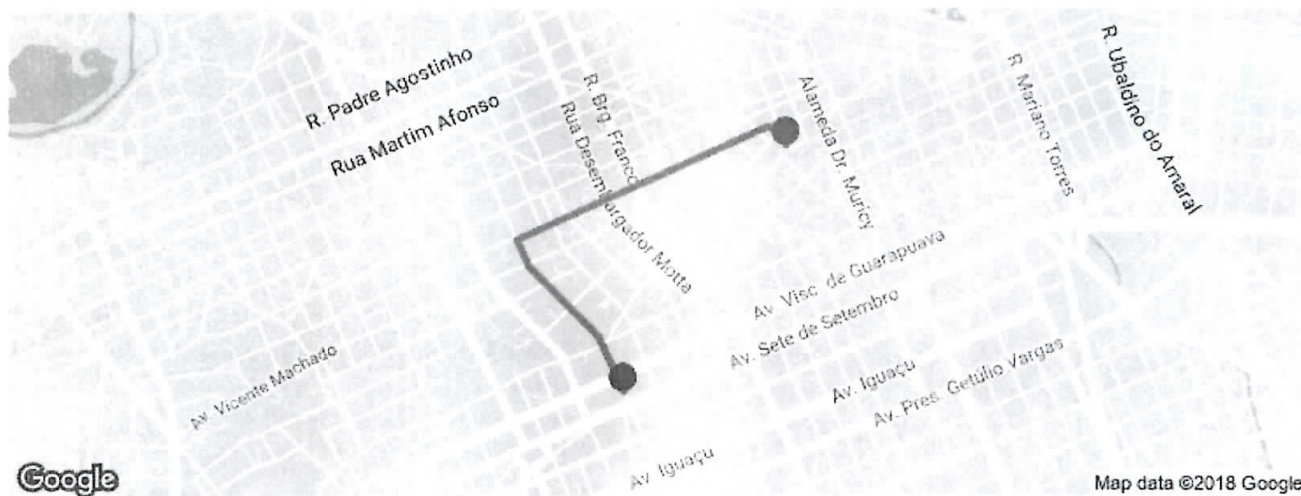 R. Padre Agostinho
Rua Martim Afonso
R. Brg. Franco
Rua Desembargador Motta
Alameda Dr. Muricy
R. Mariano Torres
R. Ubaldino do Amaral
Av. Visc. de Guarapuava
Av. Sete de Setembro
Av. Vicente Machado
Av. Iguaçu
Av. Pres. Getúlio Vargas
Av. Iguaçu
Google
Map data ©2018 Google